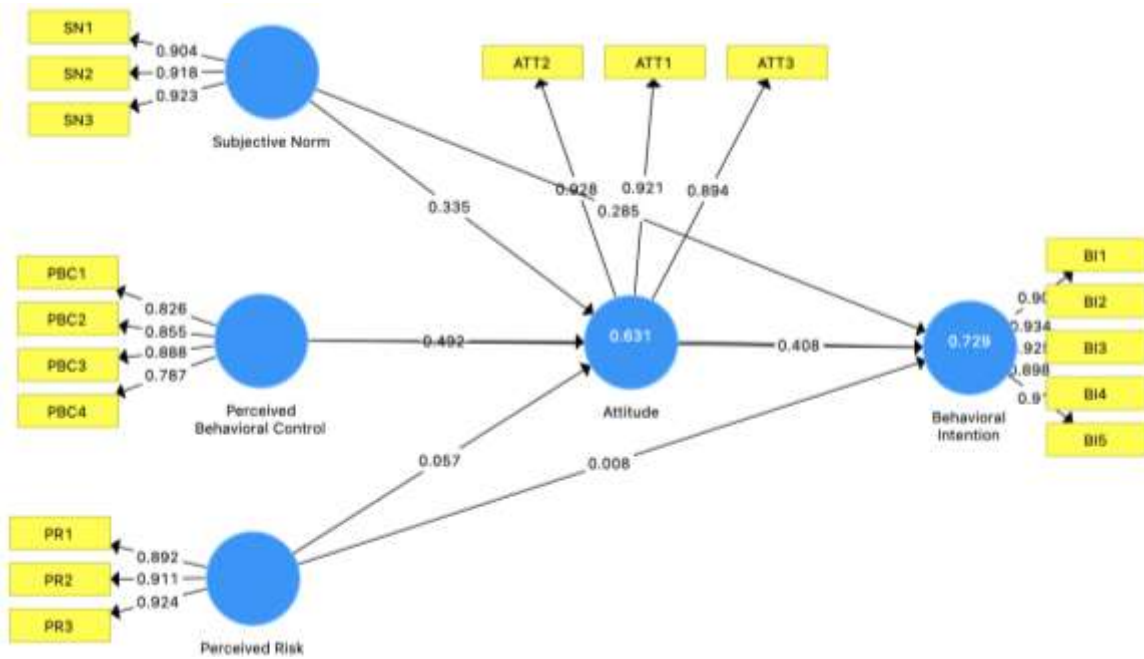 SN1
0.904
SN2
0.918
SN3
0.923
Subjective Norm
ATT2
ATT1
ATT3
0.928
0.921
0.894
0.335
0.285
PBC1
0.826
PBC2
0.855
PBC3
0.888
PBC4
0.787
Perceived
Behavioral Control
0.492
0.631
Attitude
0.408
0.729
Behavioral
Intention
BI1
BI2
0.934
BI3
BI4
0.898
BI5
0.057
0.008
PR1
0.892
PR2
0.911
PR3
0.924
Perceived Risk